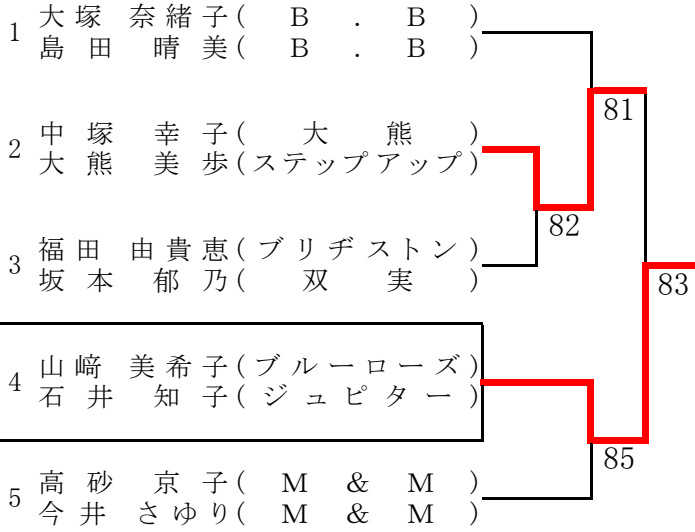 1 大塚 奈緒子( B . B )
島田 晴美( B . B )
81
2 中塚 幸子( 大熊 )
大熊 美歩(ステップアップ)
82
3 福田 由貴恵(ブリヂストン)
坂本 郁乃( 双実 )
83
4 山﨑 美希子(ブルーローズ)
石井 知子(ジュピター)
85
5 高砂 京子( M & M )
今井 さゆり( M & M )